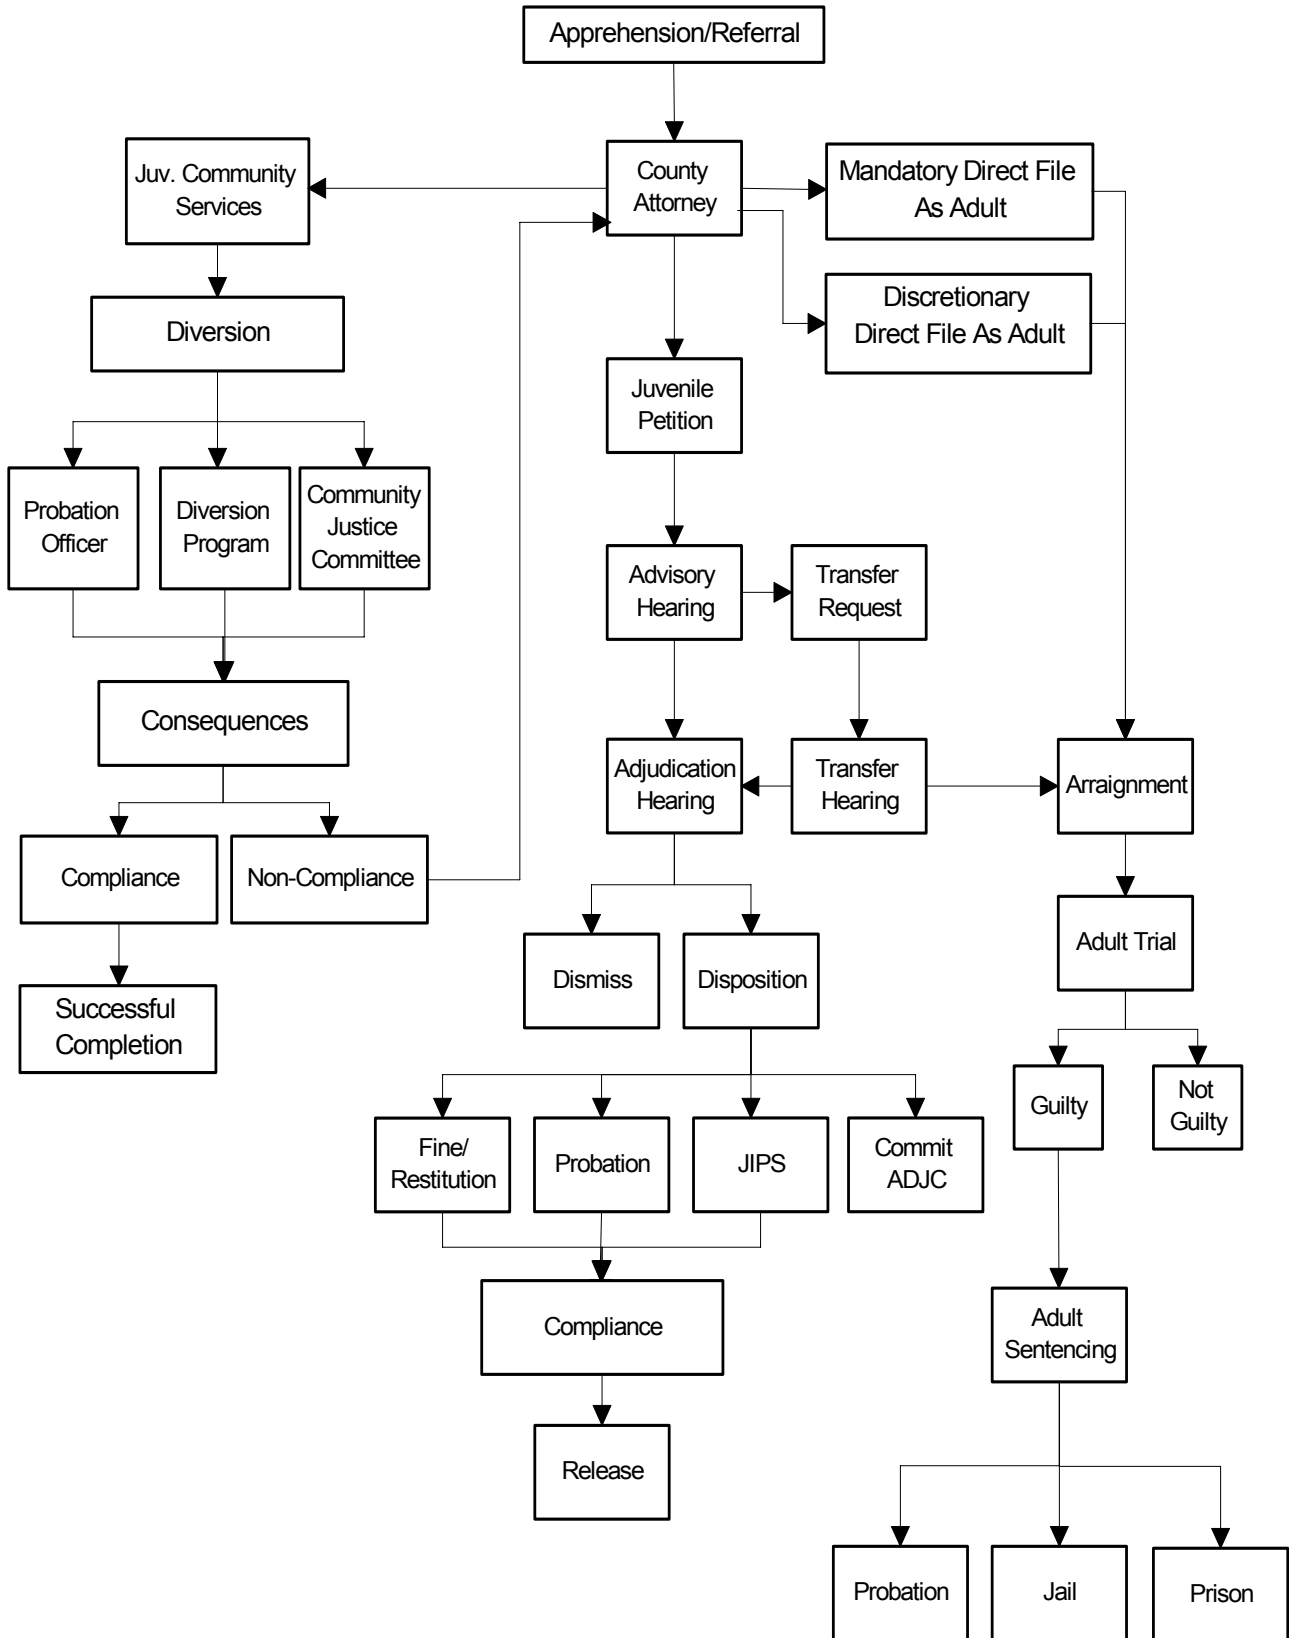 Apprehension/Referral
Juv. Community
Services
County
Attorney
Mandatory Direct File
As Adult
Discretionary
Direct File As Adult
Diversion
Juvenile
Petition
Probation
Officer
Diversion
Program
Community
Justice
Committee
Advisory
Hearing
Transfer
Request
Consequences
Adjudication
Hearing
Transfer
Hearing
Arraignment
Compliance
Non-Compliance
Adult Trial
Dismiss
Disposition
Successful
Completion
Guilty
Not
Guilty
Fine/
Restitution
Probation
JIPS
Commit
ADJC
Compliance
Adult
Sentencing
Release
Probation
Jail
Prison